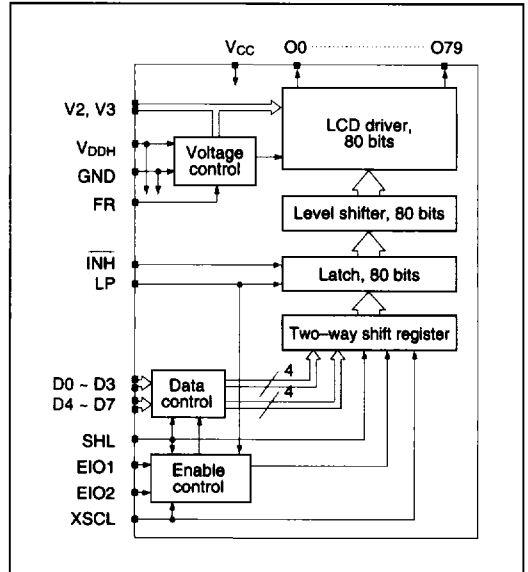 VCC O0 O79
V2, V3
LCD driver,
80 bits
VDDH
Voltage
control
GND
FR
Level shifter, 80 bits
INH
Latch, 80 bits
LP
Two–way shift register
4
D0 ~ D3
Data
control
4
D4 ~ D7
SHL
EIO1
Enable
control
EIO2
XSCL